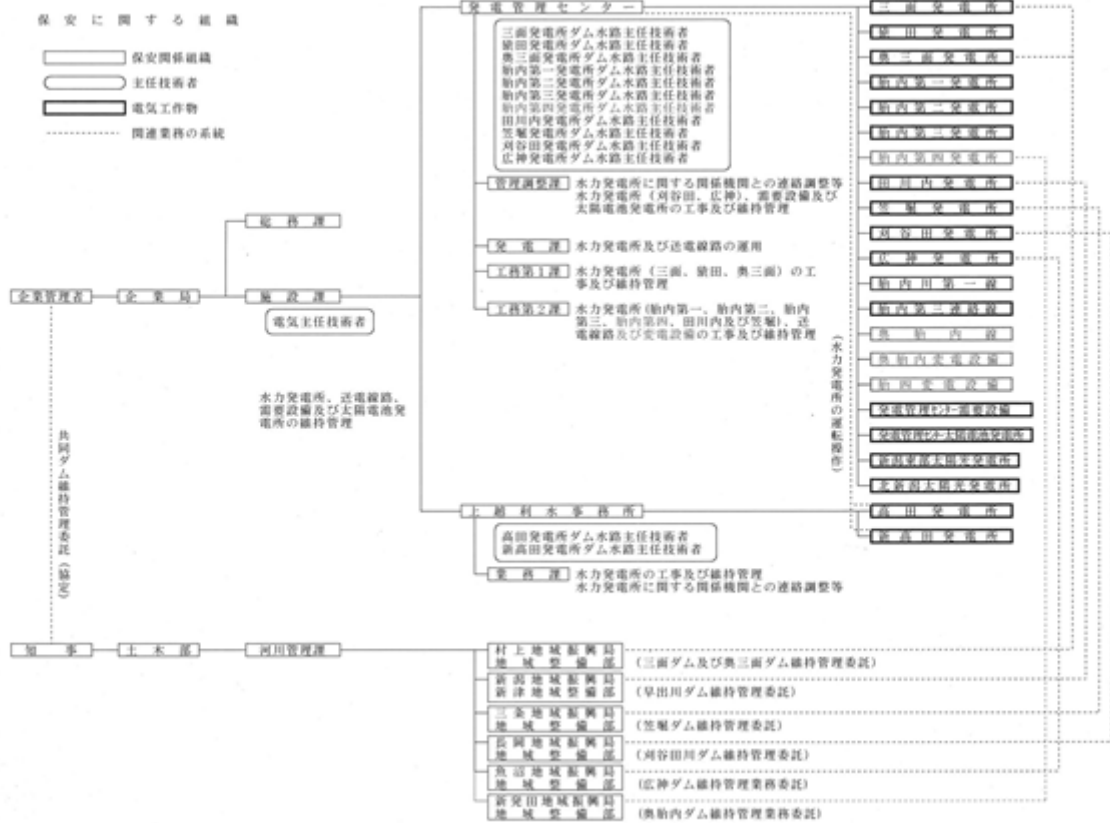 保安に関する組織
保安関係組織
主任技術者
電気工作物
関連業務の系統
企業管理者
企業局
総務課
施設課
電気主任技術者
水力発電所、送電線路、
需要設備及び太陽電池発
電所の維持管理
共同ダム維持管理委託（協定）
発電管理センター
三面発電所ダム水路主任技術者
猿田発電所ダム水路主任技術者
奥三面発電所ダム水路主任技術者
胎内第一発電所ダム水路主任技術者
胎内第二発電所ダム水路主任技術者
胎内第三発電所ダム水路主任技術者
胎内第四発電所ダム水路主任技術者
田川内発電所ダム水路主任技術者
笠堀発電所ダム水路主任技術者
刈谷田発電所ダム水路主任技術者
広神発電所ダム水路主任技術者
管理調整課 水力発電所に関する関係機関との連絡調整等
水力発電所（刈谷田、広神）、需要設備及び
太陽電池発電所の工事及び維持管理
発電課 水力発電所及び送電線路の運用
工務第1課 水力発電所（三面、猿田、奥三面）の工
事及び維持管理
工務第2課 水力発電所（胎内第一、胎内第二、胎内
第三、胎内第四、田川内及び笠堀）、送
電線路及び変電設備の工事及び維持管理
（水力発電所の運転操作）
三面発電所
猿田発電所
奥三面発電所
胎内第一発電所
胎内第二発電所
胎内第三発電所
胎内第四発電所
田川内発電所
笠堀発電所
刈谷田発電所
広神発電所
胎内川第一線
胎内第三連絡線
奥胎内線
奥胎内変電設備
胎四変電設備
発電管理センター需要設備
発電管理センター太陽電池発電所
新潟東部太陽光発電所
北新潟太陽光発電所
上越利水事務所
高田発電所
新高田発電所
高田発電所ダム水路主任技術者
新高田発電所ダム水路主任技術者
業務課 水力発電所の工事及び維持管理
水力発電所に関する関係機関との連絡調整等
知事
土木部
河川管理課
村上地域振興局
地域整備部 （三面ダム及び奥三面ダム維持管理委託）
新潟地域振興局
新津地域整備部 （早出川ダム維持管理委託）
三条地域振興局
地域整備部 （笠堀ダム維持管理委託）
長岡地域振興局
地域整備部 （刈谷田川ダム維持管理委託）
魚沼地域振興局
地域整備部 （広神ダム維持管理業務委託）
新発田地域振興局
地域整備部 （奥胎内ダム維持管理業務委託）